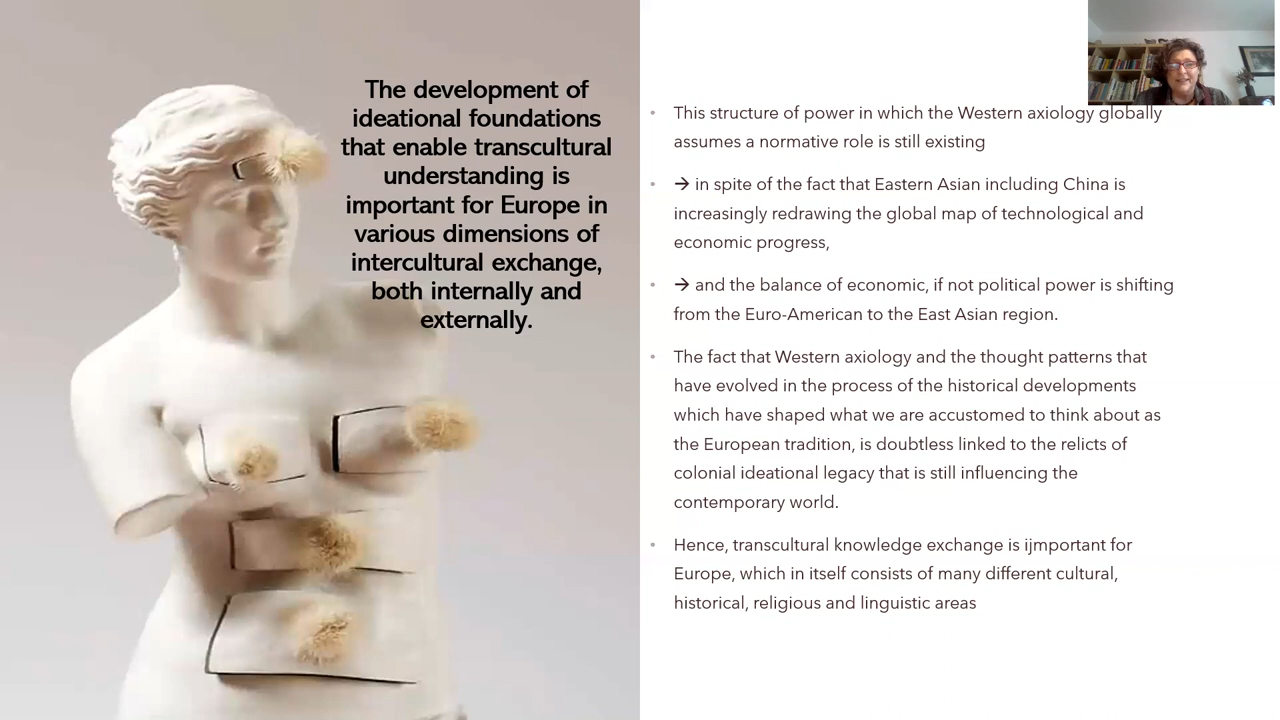 The development of
ideational foundations
that enable transcultural
understanding is
important for Europe in
various dimensions of
intercultural exchange,
both internally and
externally.
• This structure of power in which the Western axiology globally
assumes a normative role is still existing
• → in spite of the fact that Eastern Asian including China is
increasingly redrawing the global map of technological and
economic progress,
• → and the balance of economic, if not political power is shifting
from the Euro-American to the East Asian region.
• The fact that Western axiology and the thought patterns that
have evolved in the process of the historical developments
which have shaped what we are accustomed to think about as
the European tradition, is doubtless linked to the relicts of
colonial ideational legacy that is still influencing the
contemporary world.
• Hence, transcultural knowledge exchange is ijmportant for
Europe, which in itself consists of many different cultural,
historical, religious and linguistic areas